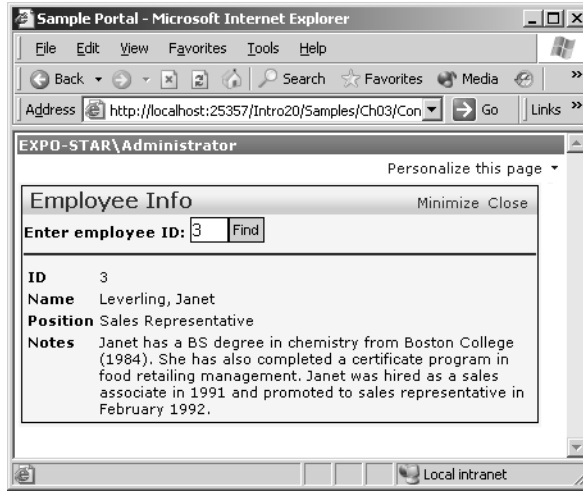 Sample Portal - Microsoft Internet Explorer
File Edit View Favorites Tools Help
Back Search Favorites Media »
Address http://localhost:25357/Intro20/Samples/Ch03/Con Go Links »
EXPO-STAR\Administrator
Personalize this page
Employee Info Minimize Close
Enter employee ID: 3 Find
ID 3
Name Leverling, Janet
Position Sales Representative
Notes Janet has a BS degree in chemistry from Boston College
(1984). She has also completed a certificate program in
food retailing management. Janet was hired as a sales
associate in 1991 and promoted to sales representative in
February 1992.
Local intranet